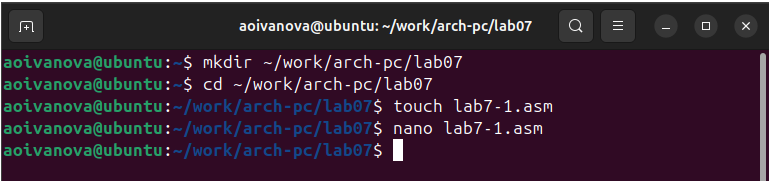 aoivanova@ubuntu: ~/work/arch-pc/lab07
aoivanova@ubuntu:~$ mkdir ~/work/arch-pc/lab07
aoivanova@ubuntu:~$ cd ~/work/arch-pc/lab07
aoivanova@ubuntu:~/work/arch-pc/lab07$ touch lab7-1.asm
aoivanova@ubuntu:~/work/arch-pc/lab07$ nano lab7-1.asm
aoivanova@ubuntu:~/work/arch-pc/lab07$